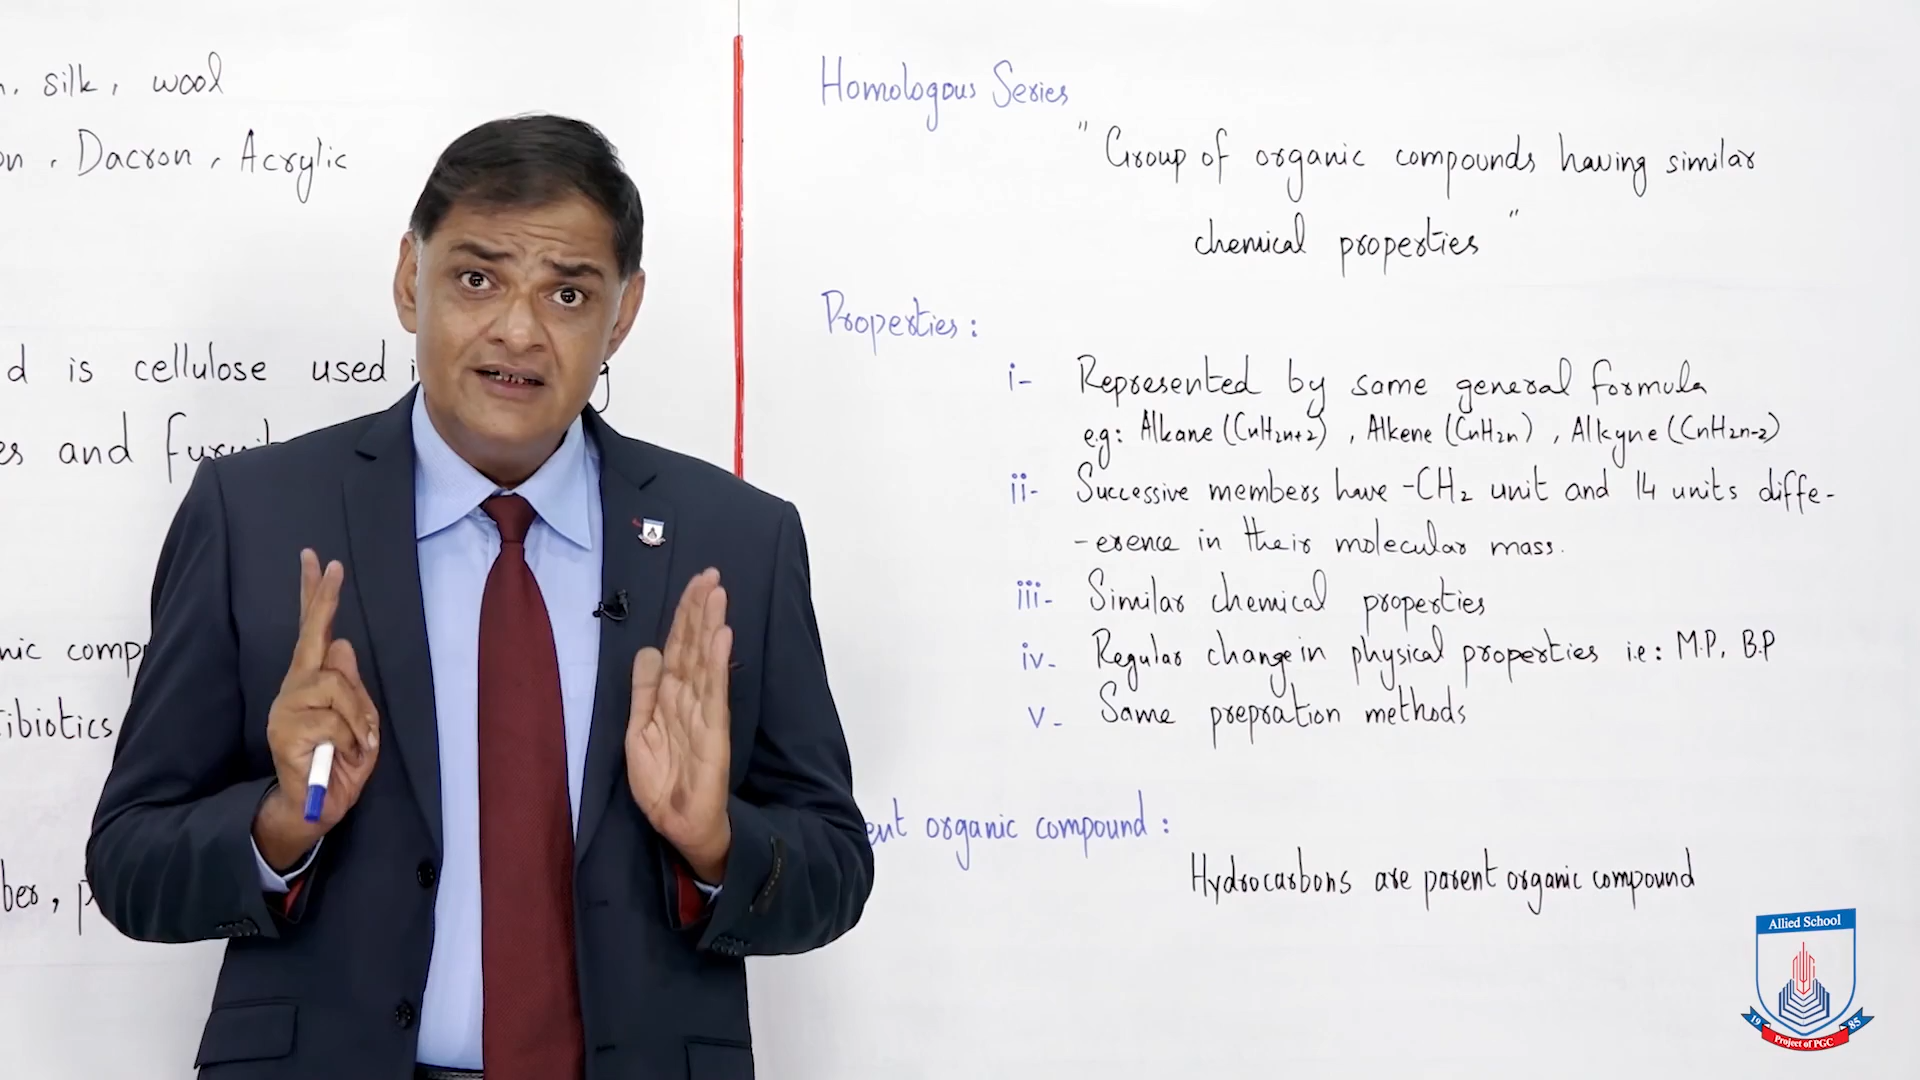 silk, wool
Dacron, Acrylic
is cellulose used
es and
nic comp
tibiotics
ber, p
Homologous Series
"Group of organic compounds having similar
chemical properties"
Properties:
i- Represented by same general formula
e.g: Alkane (CnH2n+2), Alkene (CnH2n), Alkyne (CnH2n-2)
ii- Successive members have -CH2 unit and 14 units diffe-
-erence in their molecular mass.
iii- Similar chemical properties
iv- Regular change in physical properties i.e: M.P, B.P
v- Same prepration methods
ent organic compound:
Hydrocarbons are parent organic compound
Allied School
19 85
Project of PGC